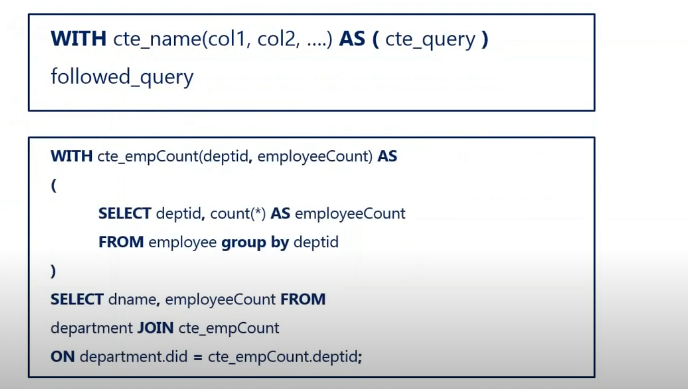 WITH cte_name(col1, col2, ....) AS ( cte_query )
followed_query
WITH cte_empCount(deptid, employeeCount) AS
(
SELECT deptid, count(*) AS employeeCount
FROM employee group by deptid
)
SELECT dname, employeeCount FROM
department JOIN cte_empCount
ON department.did = cte_empCount.deptid;